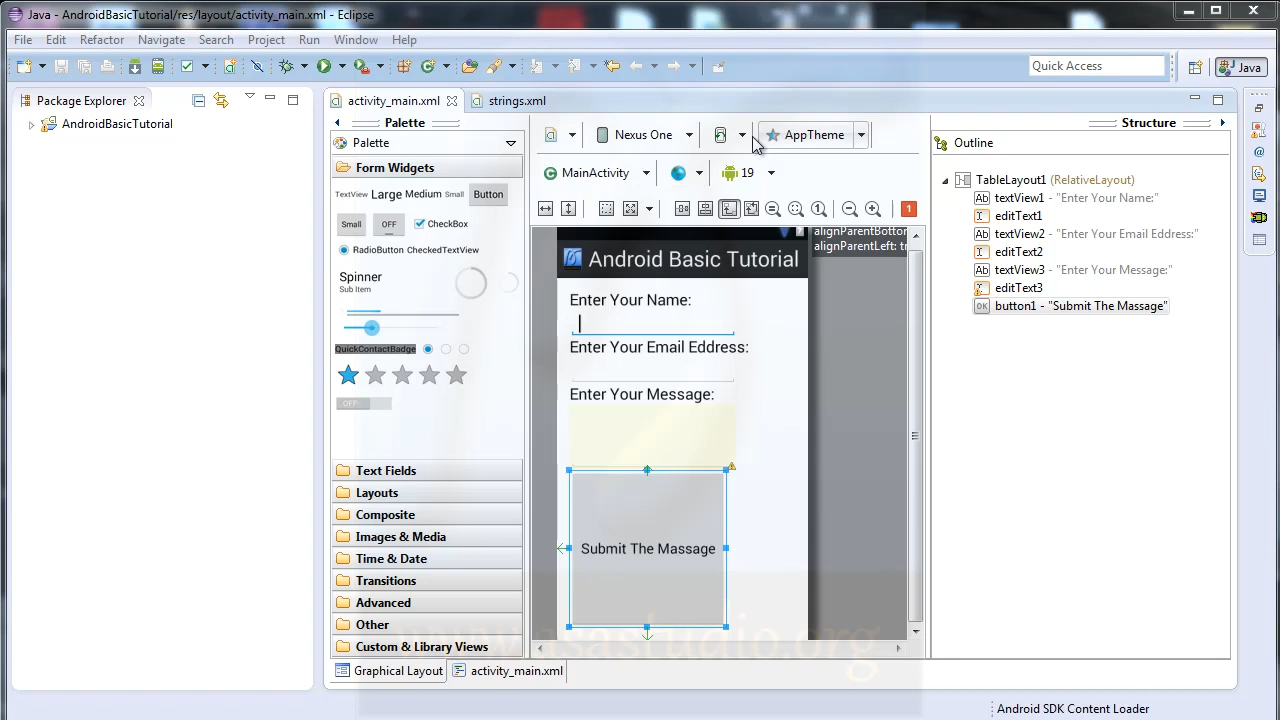 Java - AndroidBasicTutorial/res/layout/activity_main.xml - Eclipse
File Edit Refactor Navigate Search Project Run Window Help
Quick Access
Java
Package Explorer
AndroidBasicTutorial
activity_main.xml
strings.xml
Palette
Palette
Form Widgets
TextView Large Medium Small Button
Small OFF CheckBox
RadioButton CheckedTextView
Spinner
Sub Item
QuickContactBadge
OFF
Text Fields
Layouts
Composite
Images & Media
Time & Date
Transitions
Advanced
Other
Custom & Library Views
Graphical Layout
activity_main.xml
Nexus One
AppTheme
MainActivity
19
1
alignParentBottom
alignParentLeft: tr
Android Basic Tutorial
Enter Your Name:
Enter Your Email Eddress:
Enter Your Message:
Submit The Massage
Structure
Outline
TableLayout1 (RelativeLayout)
Ab textView1 - "Enter Your Name:"
editText1
Ab textView2 - "Enter Your Email Eddress:"
editText2
Ab textView3 - "Enter Your Message:"
editText3
OK button1 - "Submit The Massage"
Android SDK Content Loader